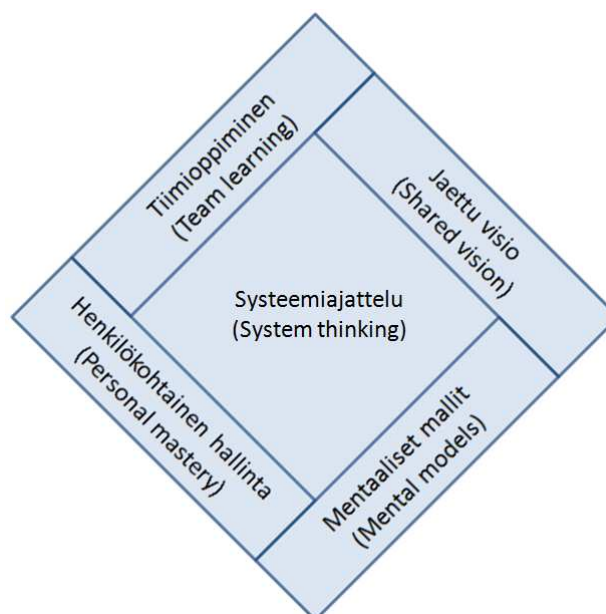 Tiimioppiminen
(Team learning)
Jaettu visio
(Shared vision)
Systeemiajattelu
(System thinking)
Henkilökohtainen hallinta
(Personal mastery)
Mentaaliset mallit
(Mental models)